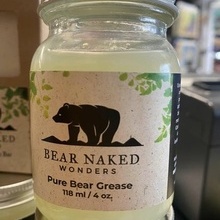 BEAR NAKED
WONDERS
Pure Bear Grease
118 ml / 4 oz.